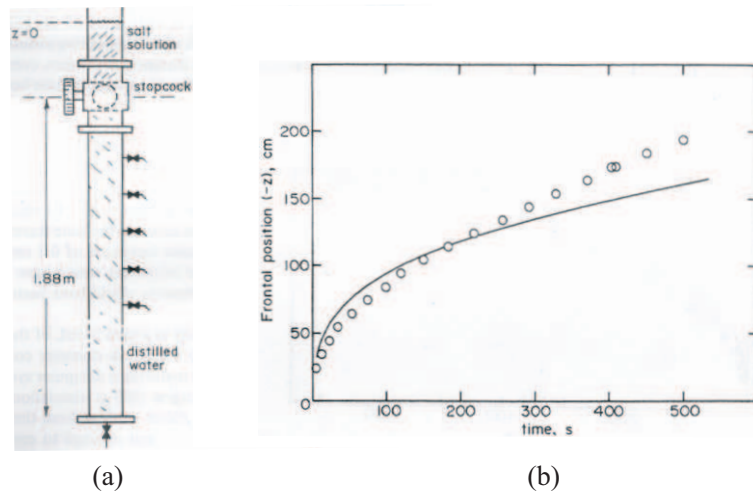 z=0
salt
solution
stopcock
1.88m
distilled
water
(a)
Frontal position (-z), cm
200
150
100
50
0
100 200 300 400 500
time, s
(b)